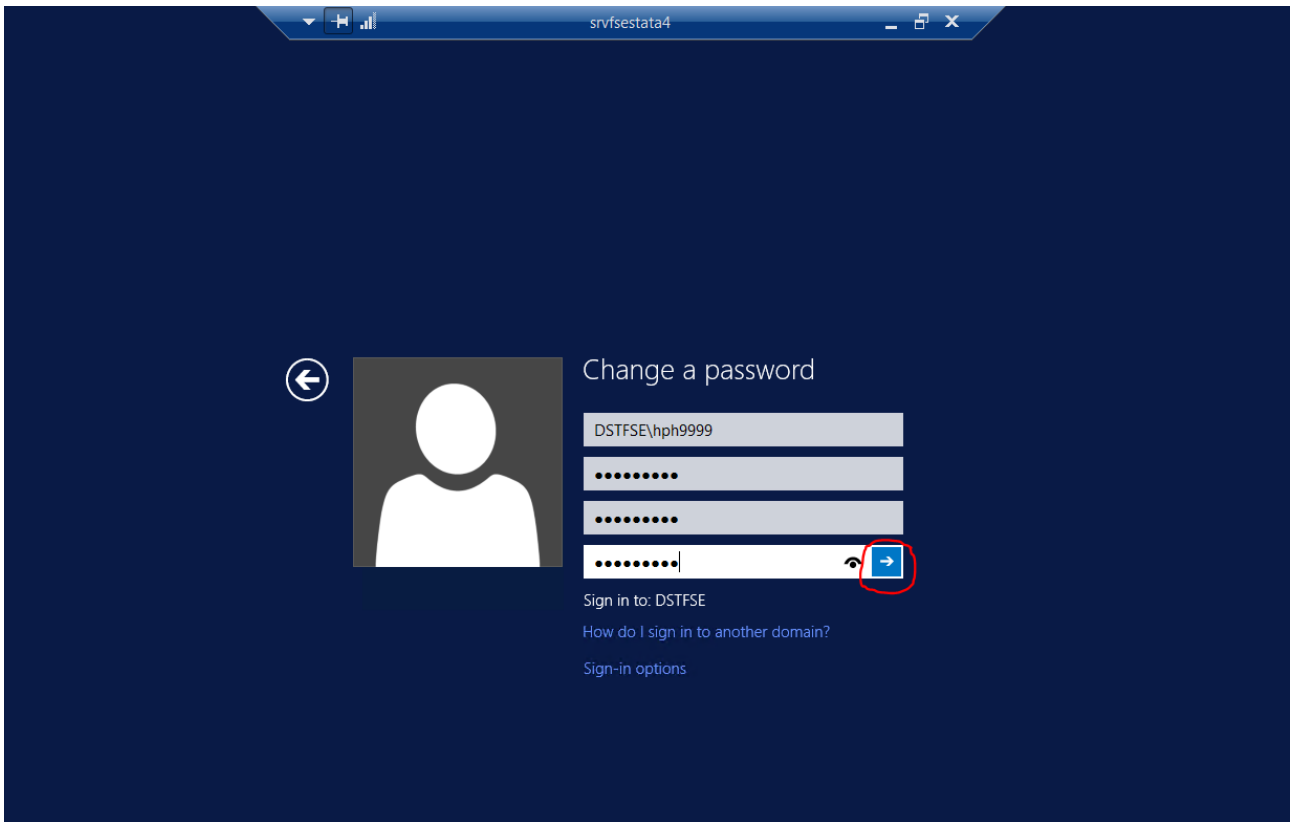 srvfsestata4
Change a password
DSTFSE\hph9999
•••••••••
•••••••••
•••••••••
Sign in to: DSTFSE
How do I sign in to another domain?
Sign-in options